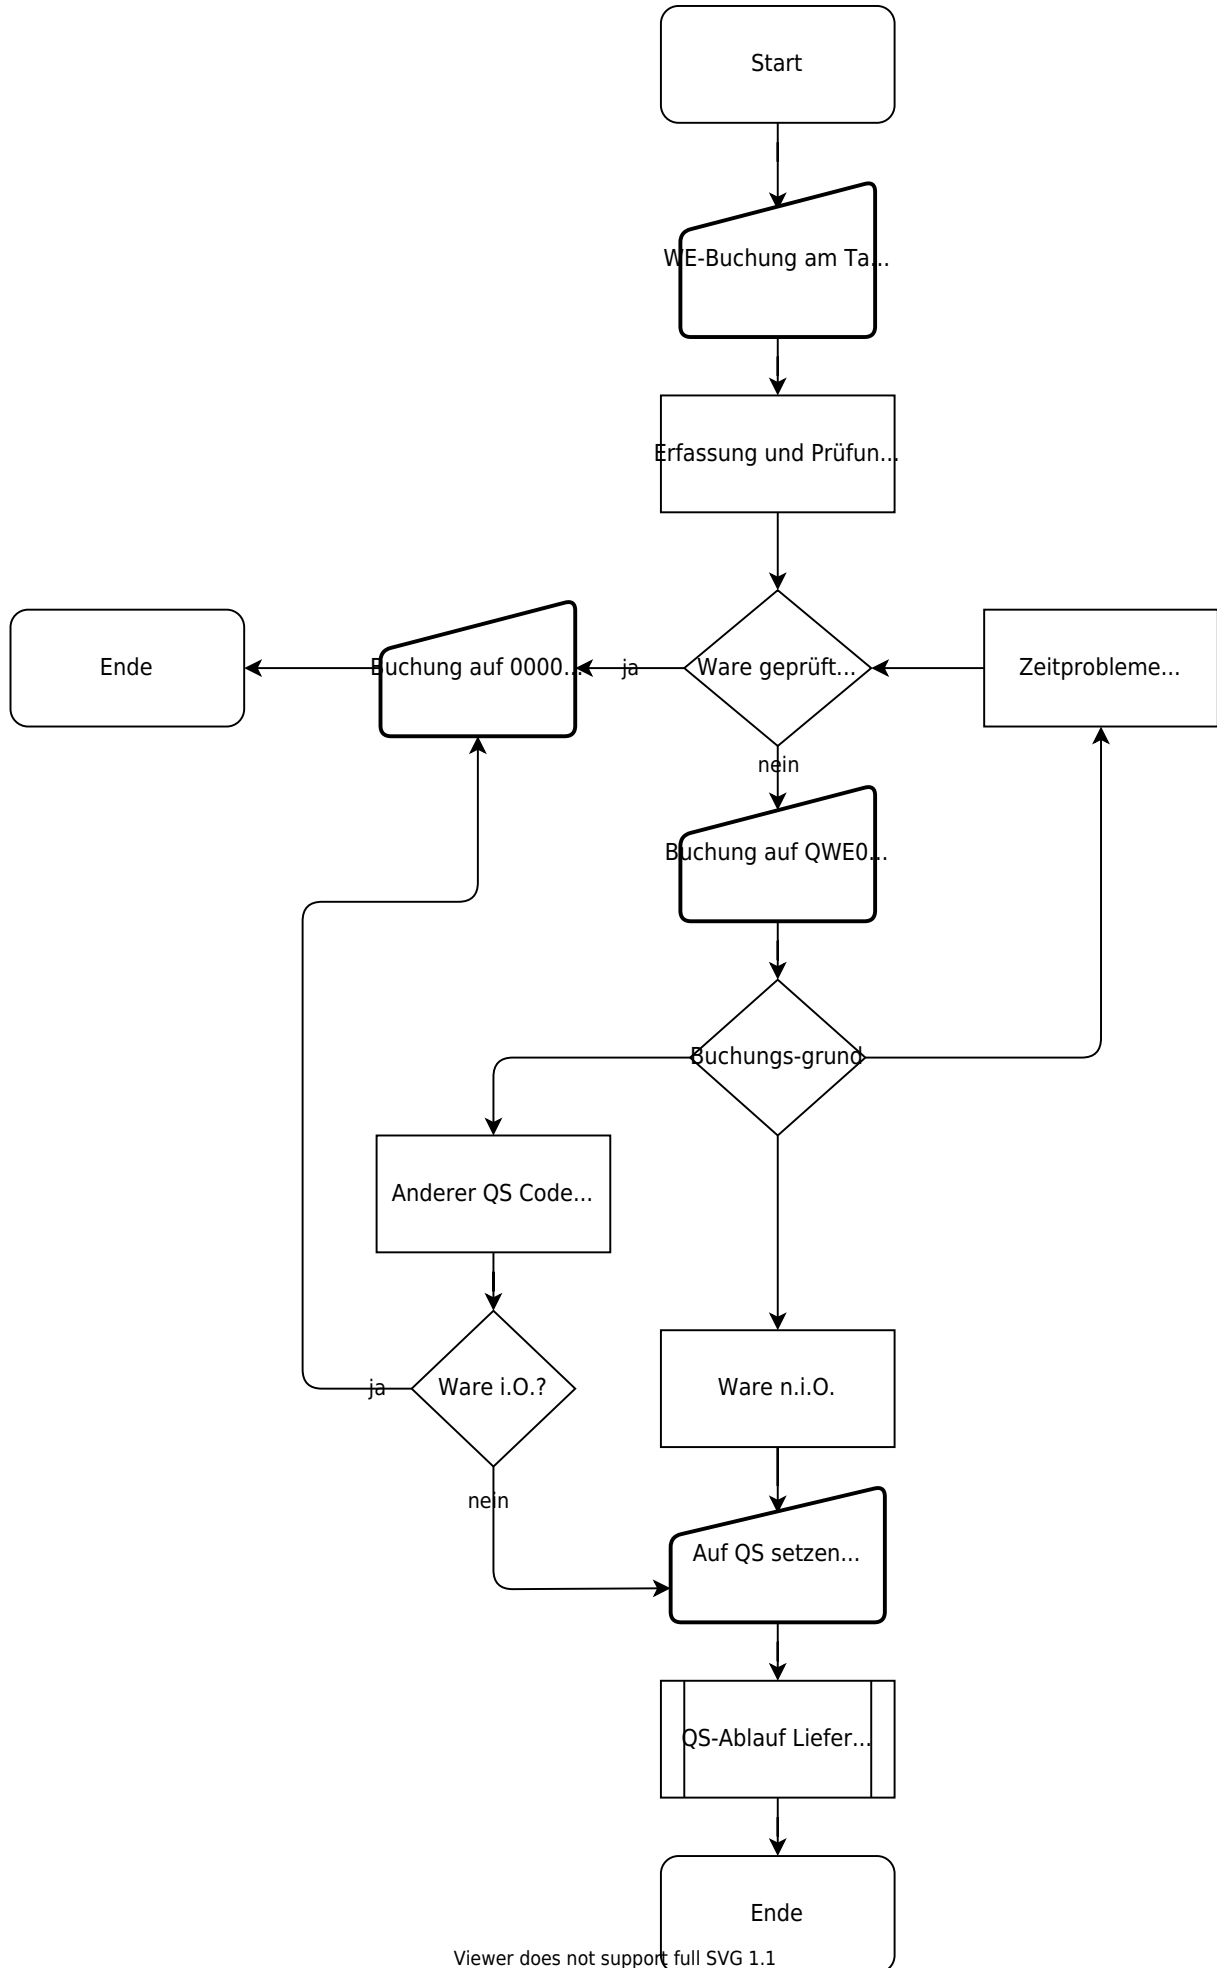 Start
WE-Buchung am Ta...
Erfassung und Prüfun...
Ende
Buchung auf 0000...
ja
Ware geprüft...
Zeitprobleme...
nein
Buchung auf QWE0...
Buchungs-grund
Anderer QS Code...
ja
Ware i.O.?
Ware n.i.O.
nein
Auf QS setzen...
QS-Ablauf Liefer...
Ende
Viewer does not support full SVG 1.1